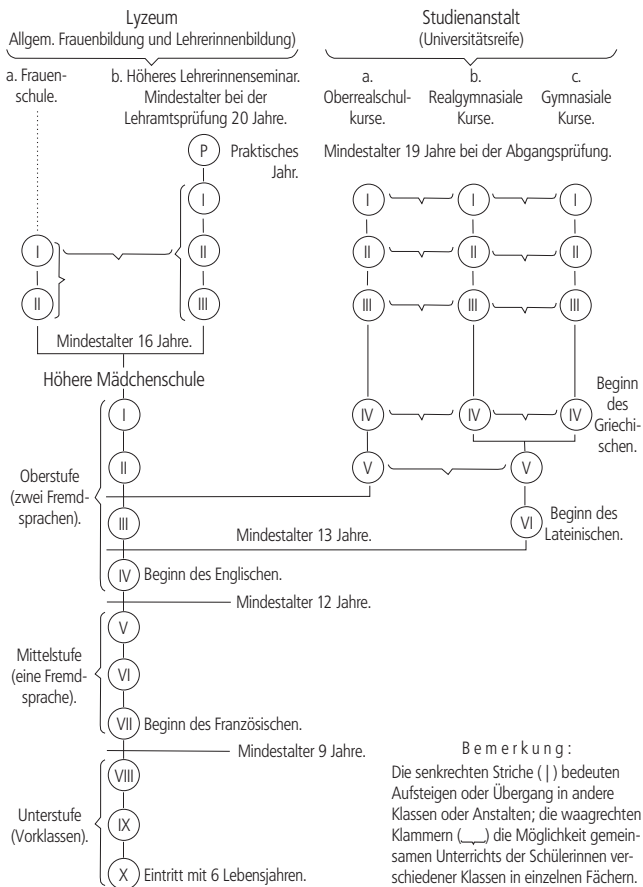 Lyzeum
Allgem. Frauenbildung und Lehrerinnenbildung)
a. Frauen-
schule.
b. Höheres Lehrerinnenseminar.
Mindestalter bei der
Lehramtsprüfung 20 Jahre.
P
Praktisches
Jahr.
I
II
III
I
II
Mindestalter 16 Jahre.
Studienanstalt
(Universitätsreife)
a.
Oberrealschul-
kurse.
b.
Realgymnasiale
Kurse.
c.
Gymnasiale
Kurse.
Mindestalter 19 Jahre bei der Abgangsprüfung.
I I I
II II II
III III III
IV IV IV
Beginn
des
Griechi-
schen.
V V
VI
Beginn des
Lateinischen.
Höhere Mädchenschule
Oberstufe
(zwei Fremd-
sprachen).
I
II
III
Mindestalter 13 Jahre.
IV
Beginn des Englischen.
Mindestalter 12 Jahre.
Mittelstufe
(eine Fremd-
sprache).
V
VI
VII
Beginn des Französischen.
Mindestalter 9 Jahre.
Unterstufe
(Vorklassen).
VIII
IX
X
Eintritt mit 6 Lebensjahren.
Bemerkung:
Die senkrechten Striche ( | ) bedeuten
Aufsteigen oder Übergang in andere
Klassen oder Anstalten; die waagrechten
Klammern (⏟) die Möglichkeit gemein-
samen Unterrichts der Schülerinnen ver-
schiedener Klassen in einzelnen Fächern.